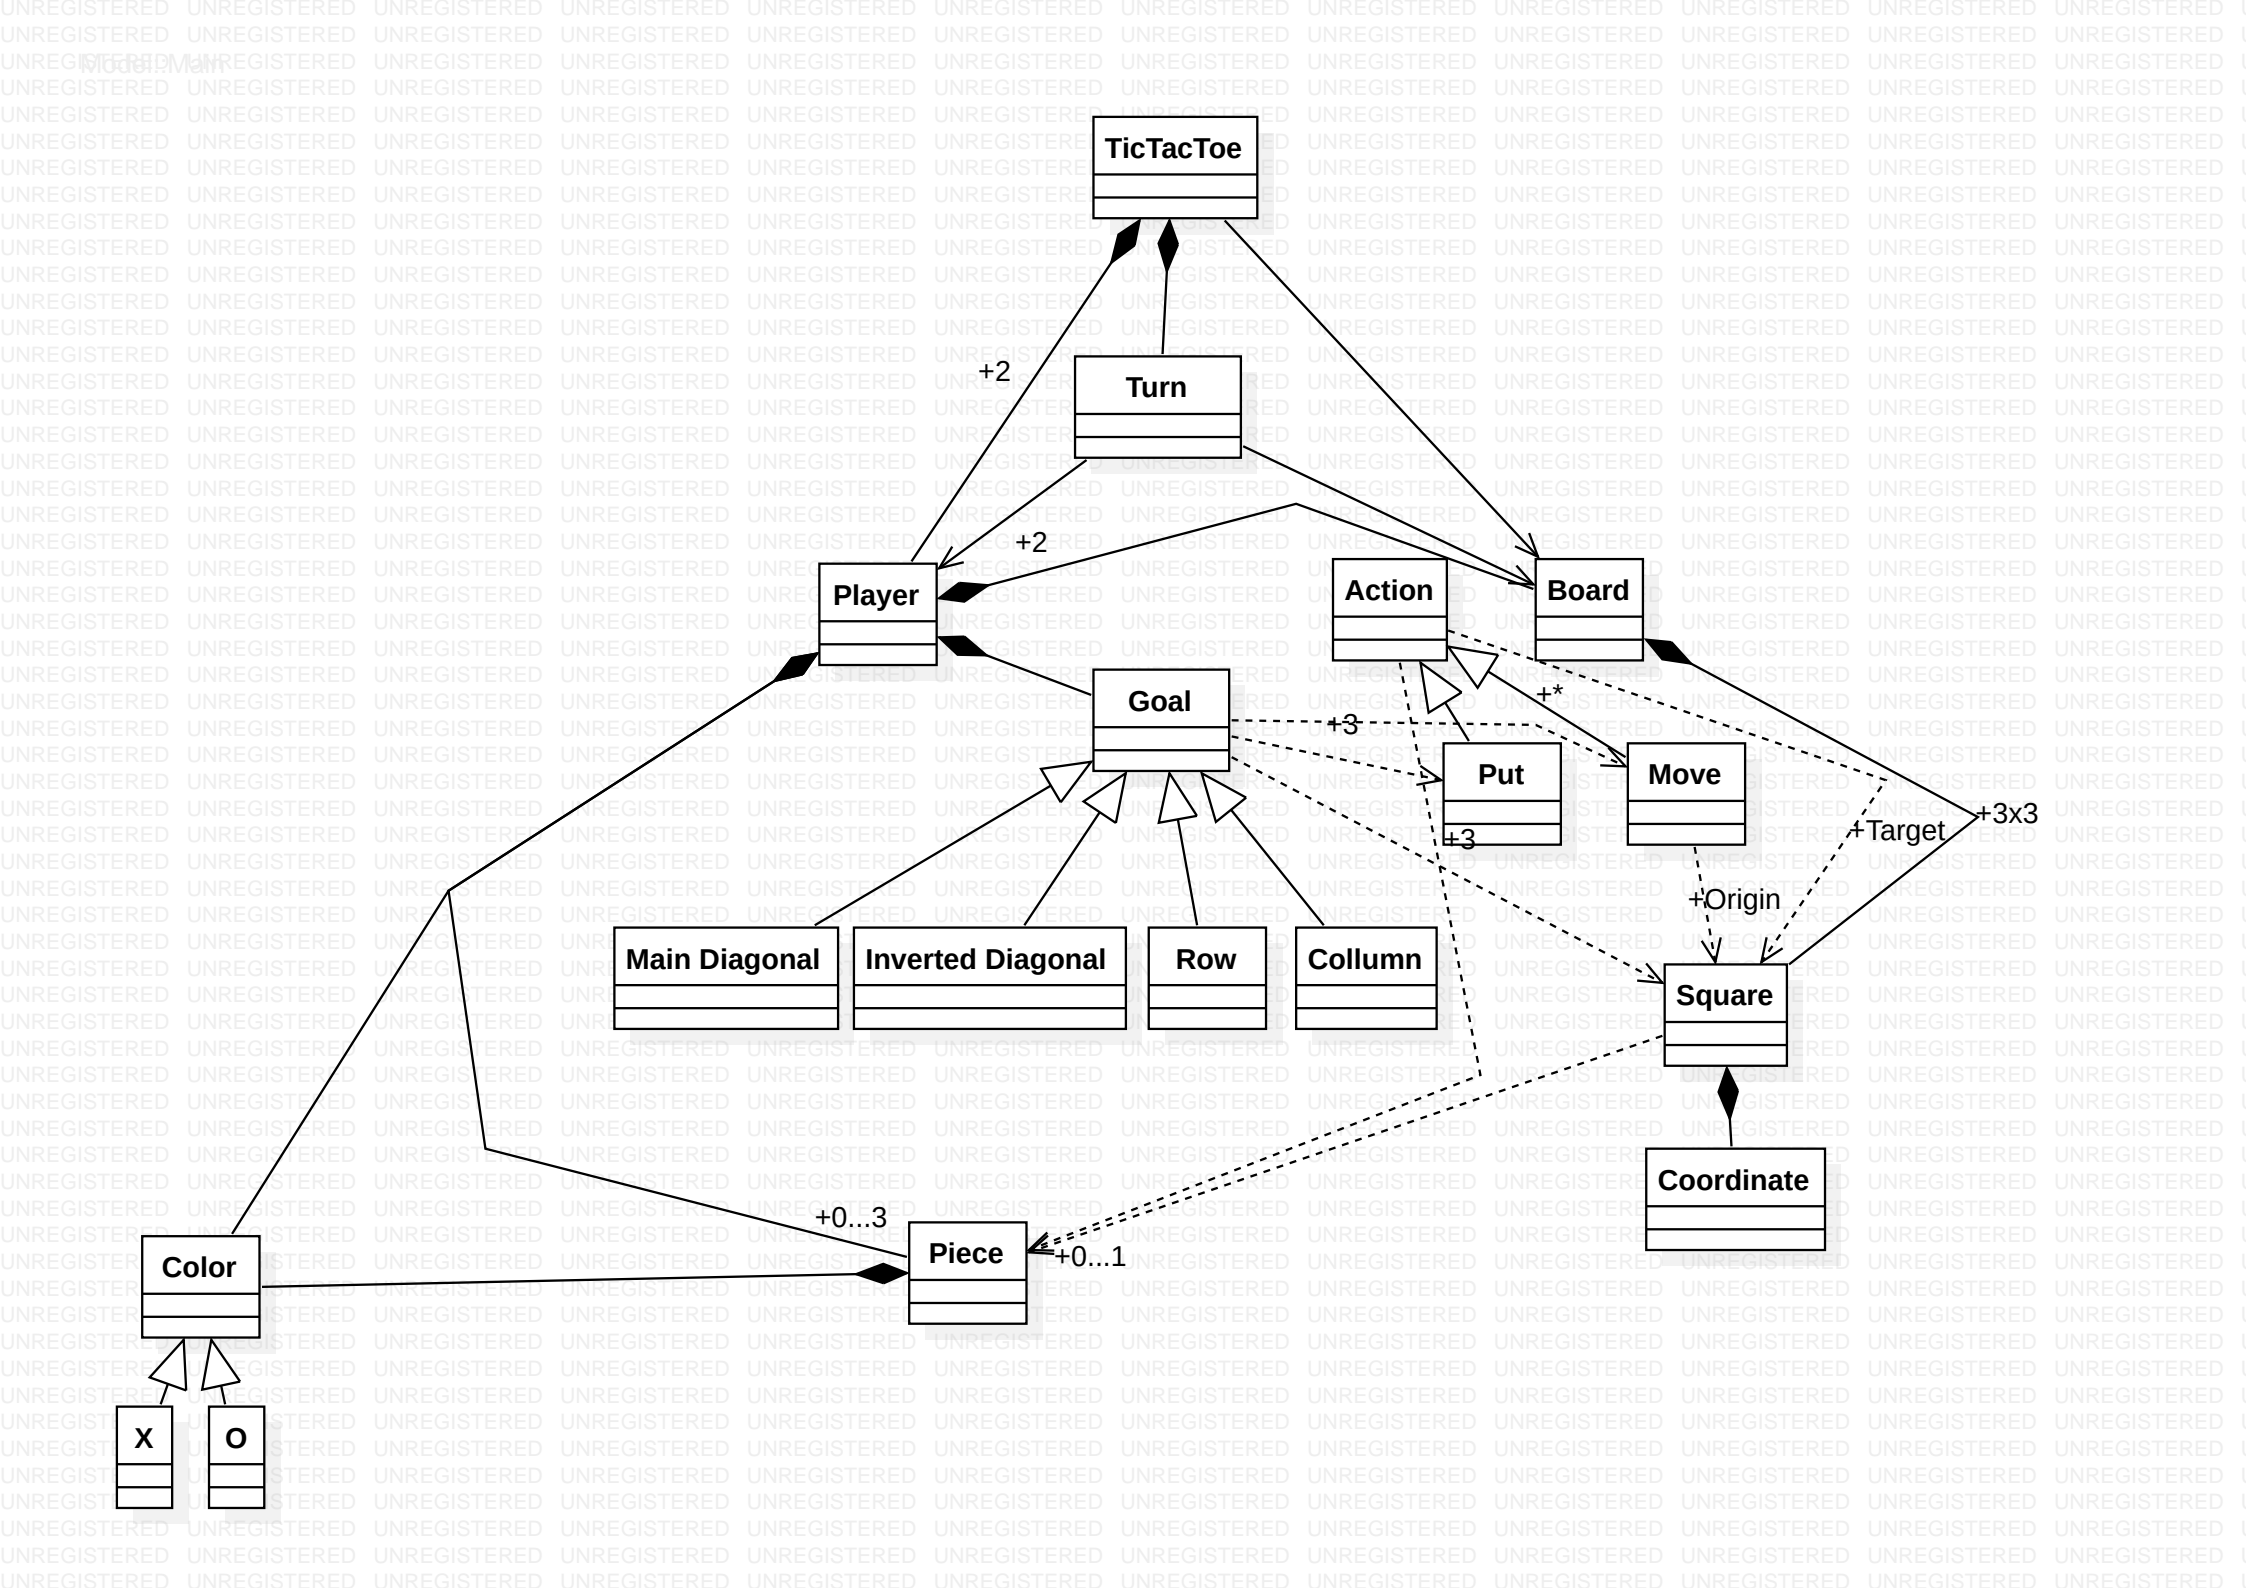 Model::Main
TicTacToe
+2
Turn
+2
Player
Action
Board
Goal
+*
+3
Put
Move
+3x3
+Target
+3
+Origin
Main Diagonal
Inverted Diagonal
Row
Collumn
Square
Coordinate
+0...3
Piece
+0...1
Color
X
O
UNREGISTERED